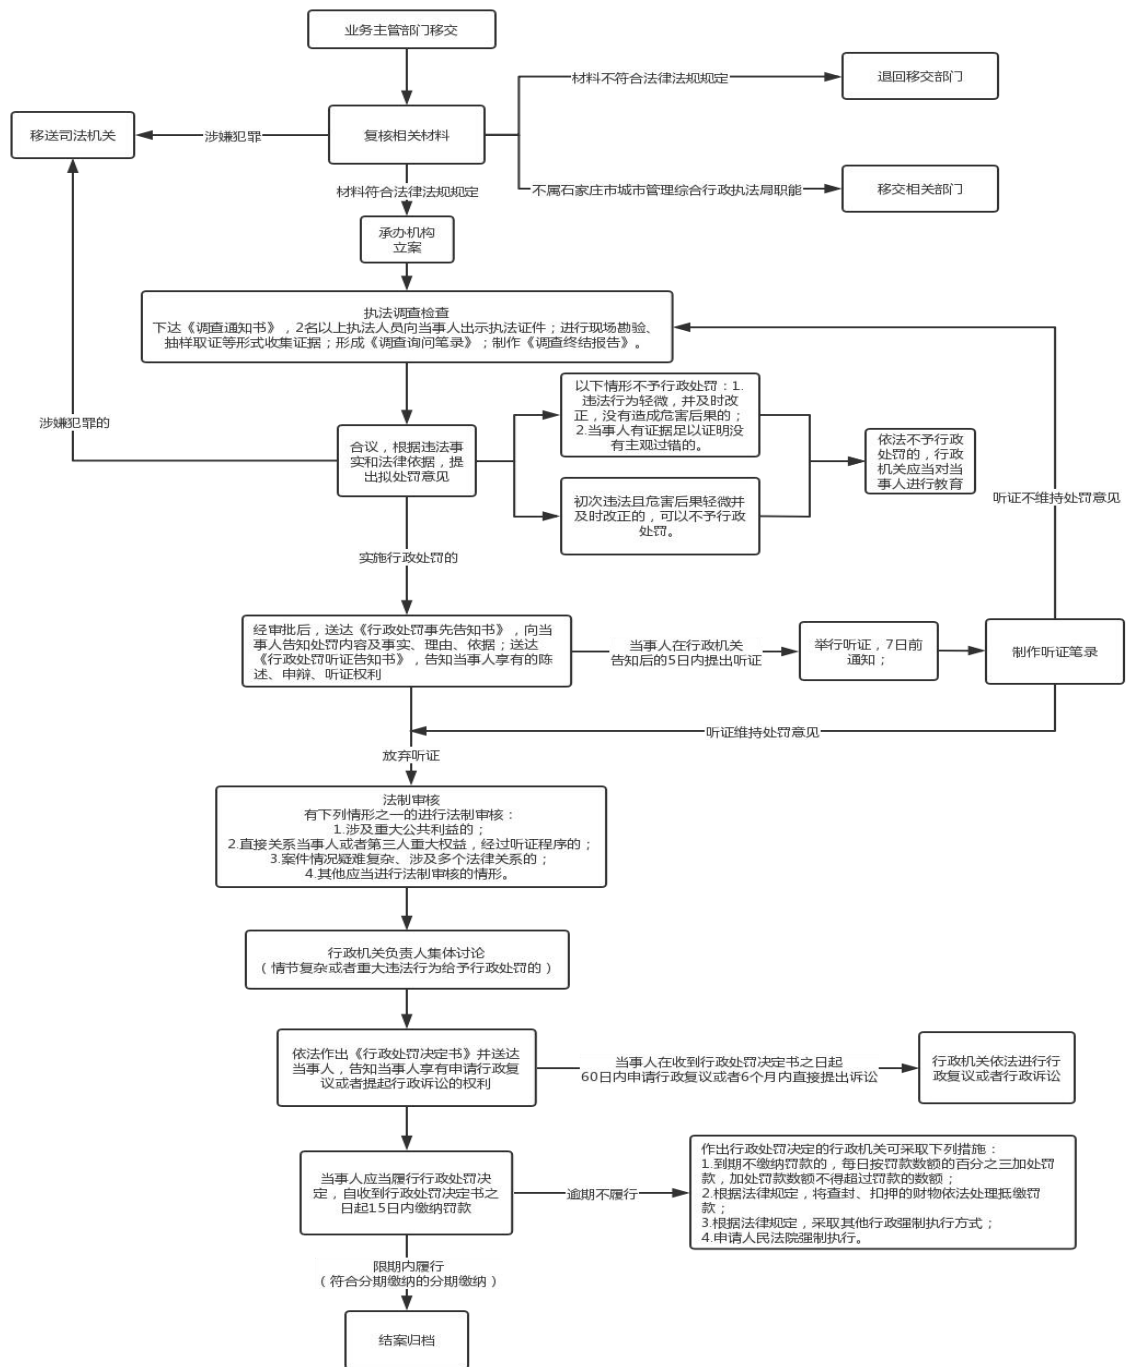 业务主管部门移交
材料不符合法律法规规定
退回移交部门
移送司法机关
涉嫌犯罪
复核相关材料
材料符合法律法规规定
不属石家庄市城市管理综合行政执法局职能
移交相关部门
承办机构
立案
执法调查检查
下达《调查通知书》，2名以上执法人员向当事人出示执法证件；进行现场勘验、
抽样取证等形式收集证据；形成《调查询问笔录》；制作《调查终结报告》。
以下情形不予行政处罚：1.
违法行为轻微，并及时改
正，没有造成危害后果的；
2.当事人有证据足以证明没
有主观过错的。
涉嫌犯罪的
合议，根据违法事
实和法律依据，提
出拟处罚意见
依法不予行政
处罚的，行政
机关应当对当
事人进行教育
初次违法且危害后果轻微并
及时改正的，可以不予行政
处罚。
听证不维持处罚意见
实施行政处罚的
经审批后，送达《行政处罚事先告知书》，向当
事人告知处罚内容及事实、理由、依据；送达
《行政处罚听证告知书》，告知当事人享有的陈
述、申辩、听证权利
当事人在行政机关
告知后的5日内提出听证
举行听证，7日前
通知；
制作听证笔录
听证维持处罚意见
放弃听证
法制审核
有下列情形之一的进行法制审核：
1.涉及重大公共利益的；
2.直接关系当事人或者第三人重大权益，经过听证程序的；
3.案件情况疑难复杂、涉及多个法律关系的；
4.其他应当进行法制审核的情形。
行政机关负责人集体讨论
（情节复杂或者重大违法行为给予行政处罚的）
依法作出《行政处罚决定书》并送达
当事人，告知当事人享有申请行政复
议或者提起行政诉讼的权利
当事人在收到行政处罚决定书之日起
60日内申请行政复议或者6个月内直接提出诉讼
行政机关依法进行行
政复议或者行政诉讼
当事人应当履行行政处罚决
定，自收到行政处罚决定书之
日起15日内缴纳罚款
逾期不履行
作出行政处罚决定的行政机关可采取下列措施：
1.到期不缴纳罚款的，每日按罚款数额的百分之三加处罚
款，加处罚款数额不得超过罚款的数额；
2.根据法律规定，将查封、扣押的财物依法处理抵缴罚
款；
3.根据法律规定，采取其他行政强制执行方式；
4.申请人民法院强制执行。
限期内履行
（符合分期缴纳的分期缴纳）
结案归档